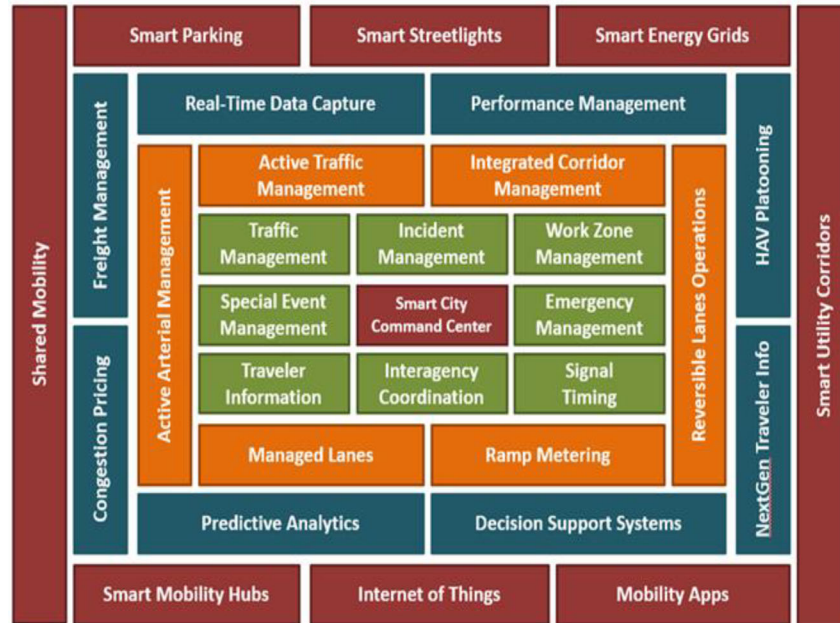 Smart Parking
Smart Streetlights
Smart Energy Grids
Shared Mobility
Freight Management
Real-Time Data Capture
Performance Management
HAV Platooning
Smart Utility Corridors
Active Arterial Management
Active Traffic
Management
Integrated Corridor
Management
Reversible Lanes Operations
Traffic
Management
Incident
Management
Work Zone
Management
Special Event
Management
Smart City
Command Center
Emergency
Management
Traveler
Information
Interagency
Coordination
Signal
Timing
Congestion Pricing
Managed Lanes
Ramp Metering
NextGen Traveler Info
Predictive Analytics
Decision Support Systems
Smart Mobility Hubs
Internet of Things
Mobility Apps